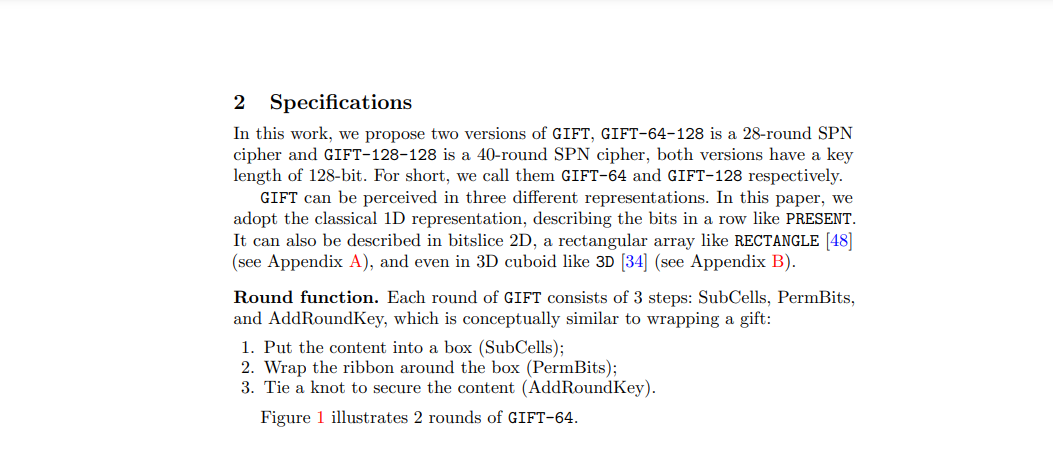 2 Specifications
In this work, we propose two versions of GIFT, GIFT-64-128 is a 28-round SPN
cipher and GIFT-128-128 is a 40-round SPN cipher, both versions have a key
length of 128-bit. For short, we call them GIFT-64 and GIFT-128 respectively.
GIFT can be perceived in three different representations. In this paper, we
adopt the classical 1D representation, describing the bits in a row like PRESENT.
It can also be described in bitslice 2D, a rectangular array like RECTANGLE [48]
(see Appendix A), and even in 3D cuboid like 3D [34] (see Appendix B).
Round function. Each round of GIFT consists of 3 steps: SubCells, PermBits,
and AddRoundKey, which is conceptually similar to wrapping a gift:
1. Put the content into a box (SubCells);
2. Wrap the ribbon around the box (PermBits);
3. Tie a knot to secure the content (AddRoundKey).
Figure 1 illustrates 2 rounds of GIFT-64.